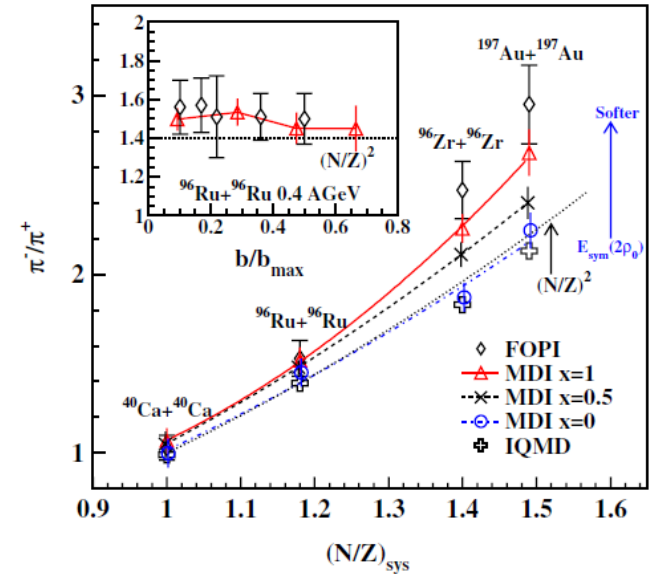 2
1.8
1.6
1.4
1.2
1
0 0.2 0.4 0.6 0.8
(N/Z)²
⁹⁶Ru+⁹⁶Ru 0.4 AGeV
b/b_max
¹⁹⁷Au+¹⁹⁷Au
⁹⁶Zr+⁹⁶Zr
Softer
E_sym(2ρ₀)
(N/Z)²
⁹⁶Ru+⁹⁶Ru
⁴⁰Ca+⁴⁰Ca
FOPI
MDI x=1
MDI x=0.5
MDI x=0
IQMD
π⁻/π⁺
3
2
1
0.9 1 1.1 1.2 1.3 1.4 1.5 1.6
(N/Z)_sys